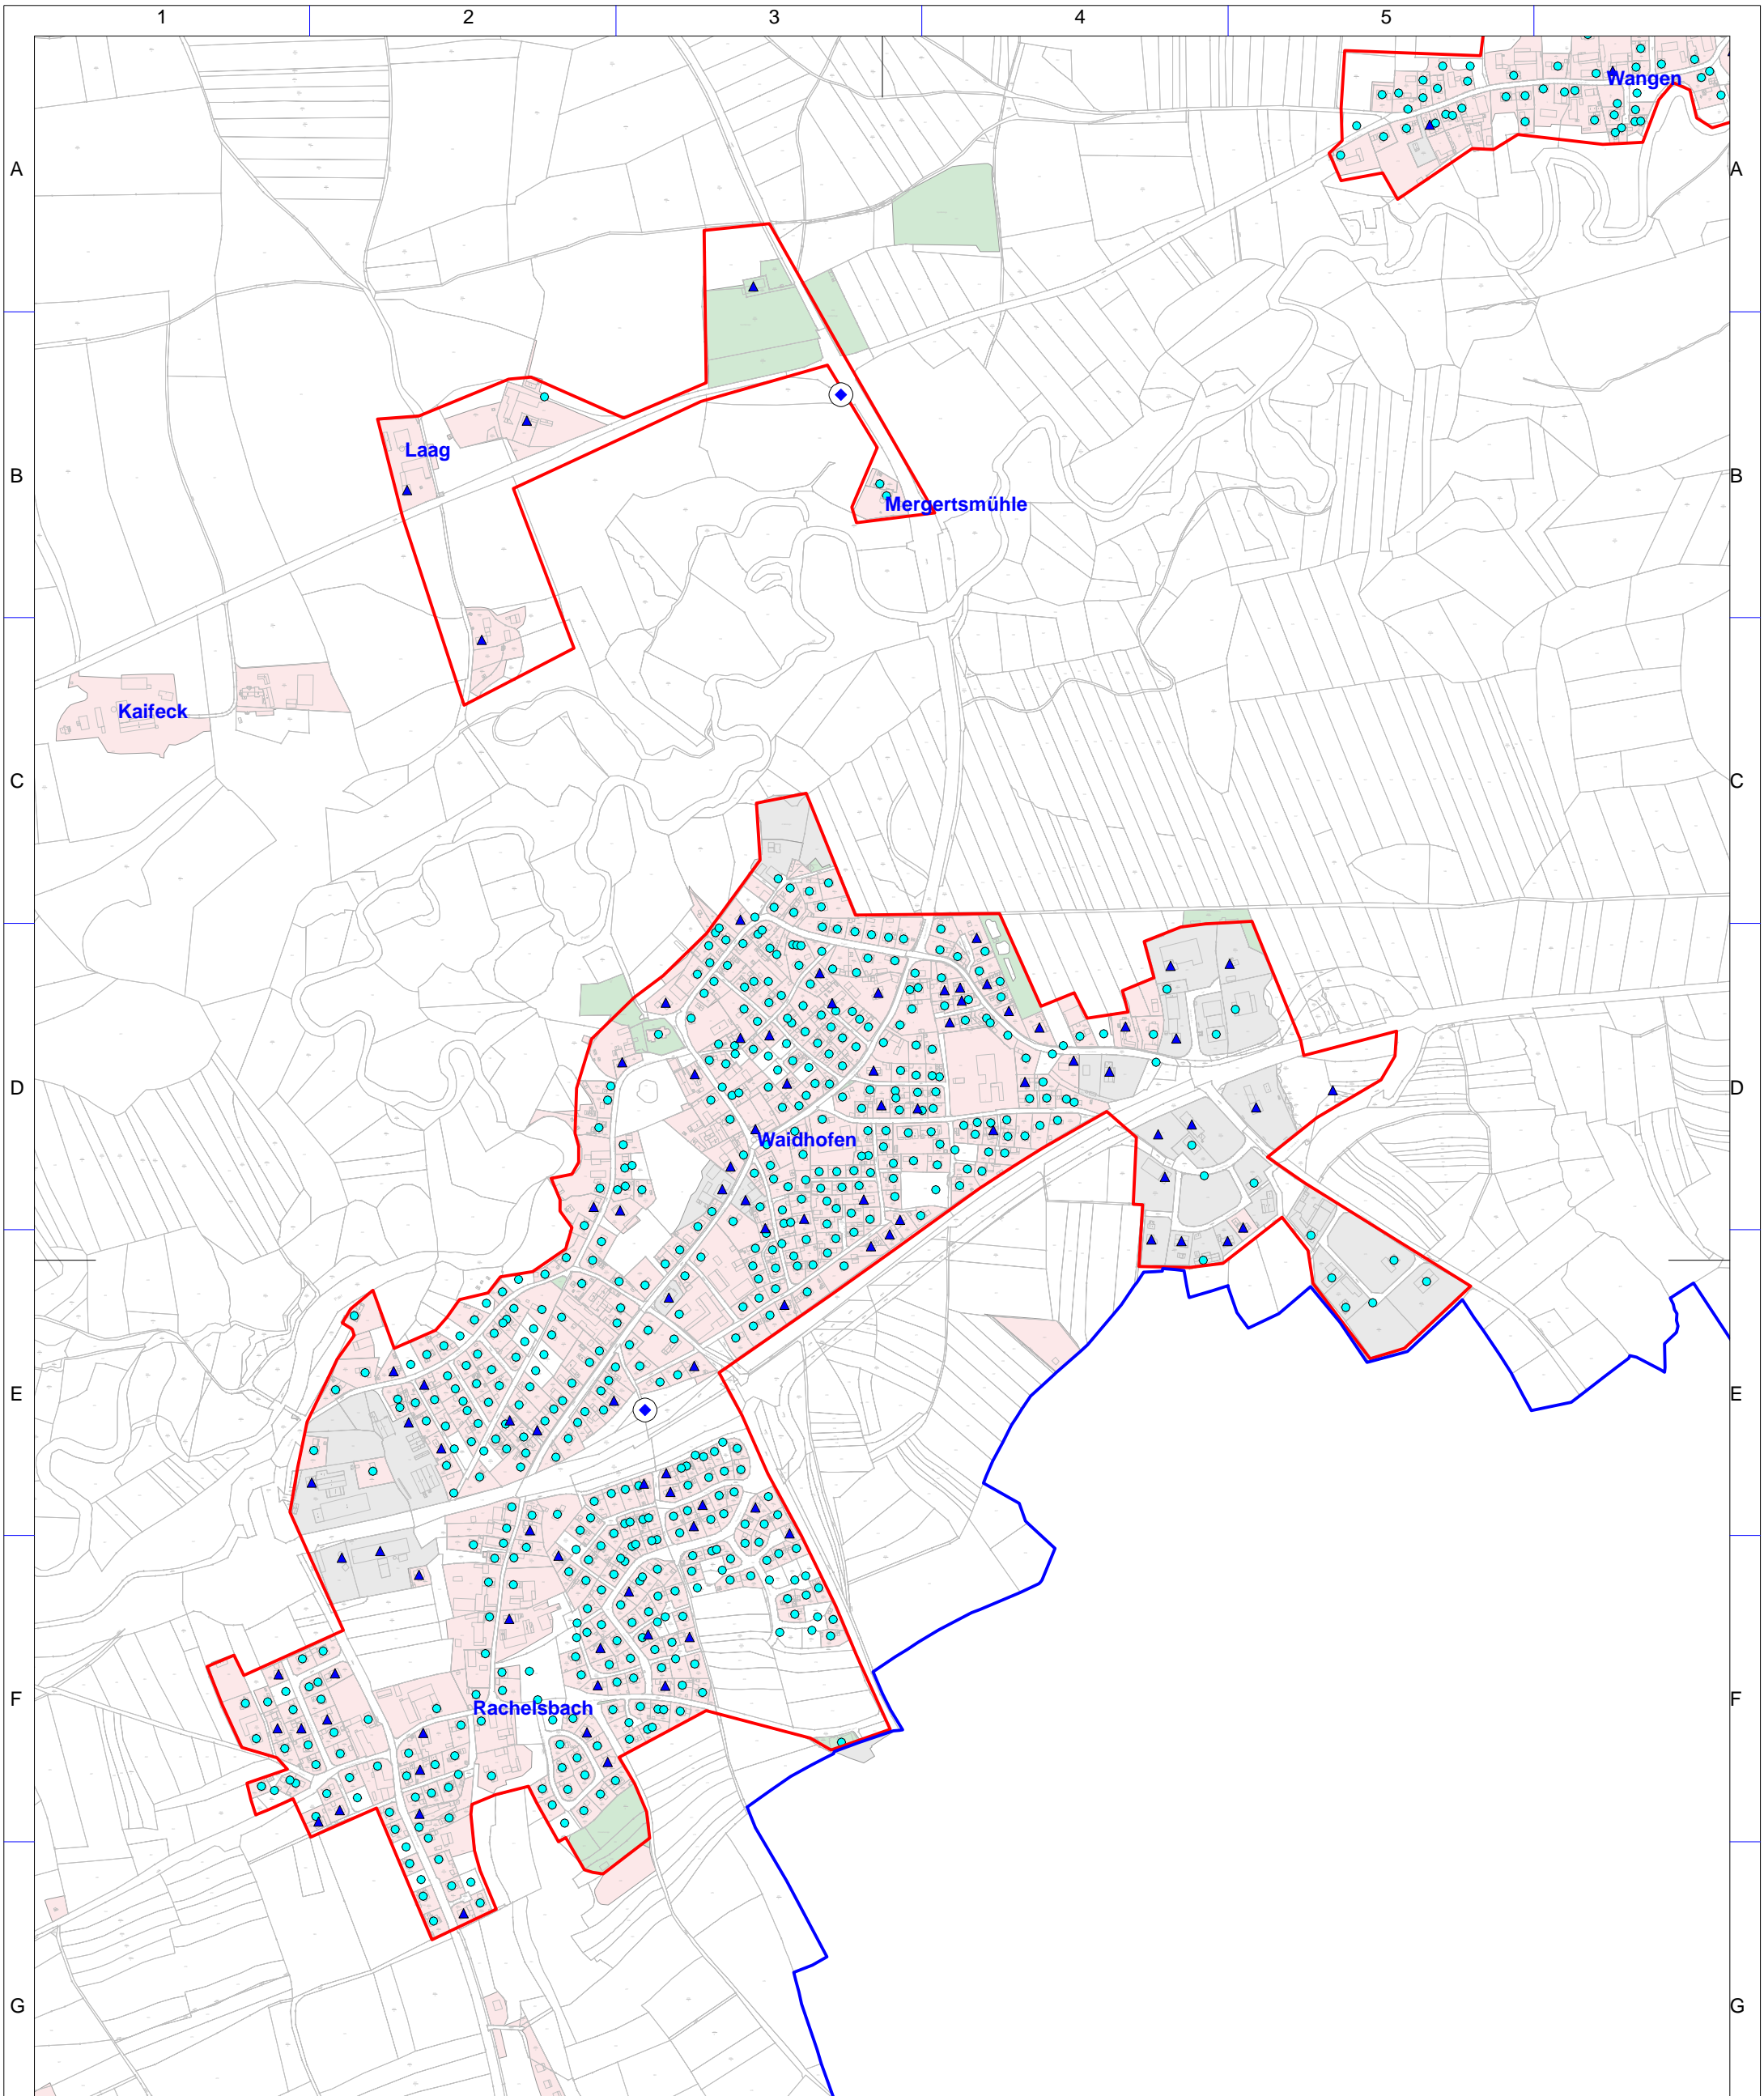 1 2 3 4 5
Wangen
A A
Laag
B B
Mergertsmühle
Kaifeck
C C
D D
Waidhofen
E E
F F
Rachelsbach
G G